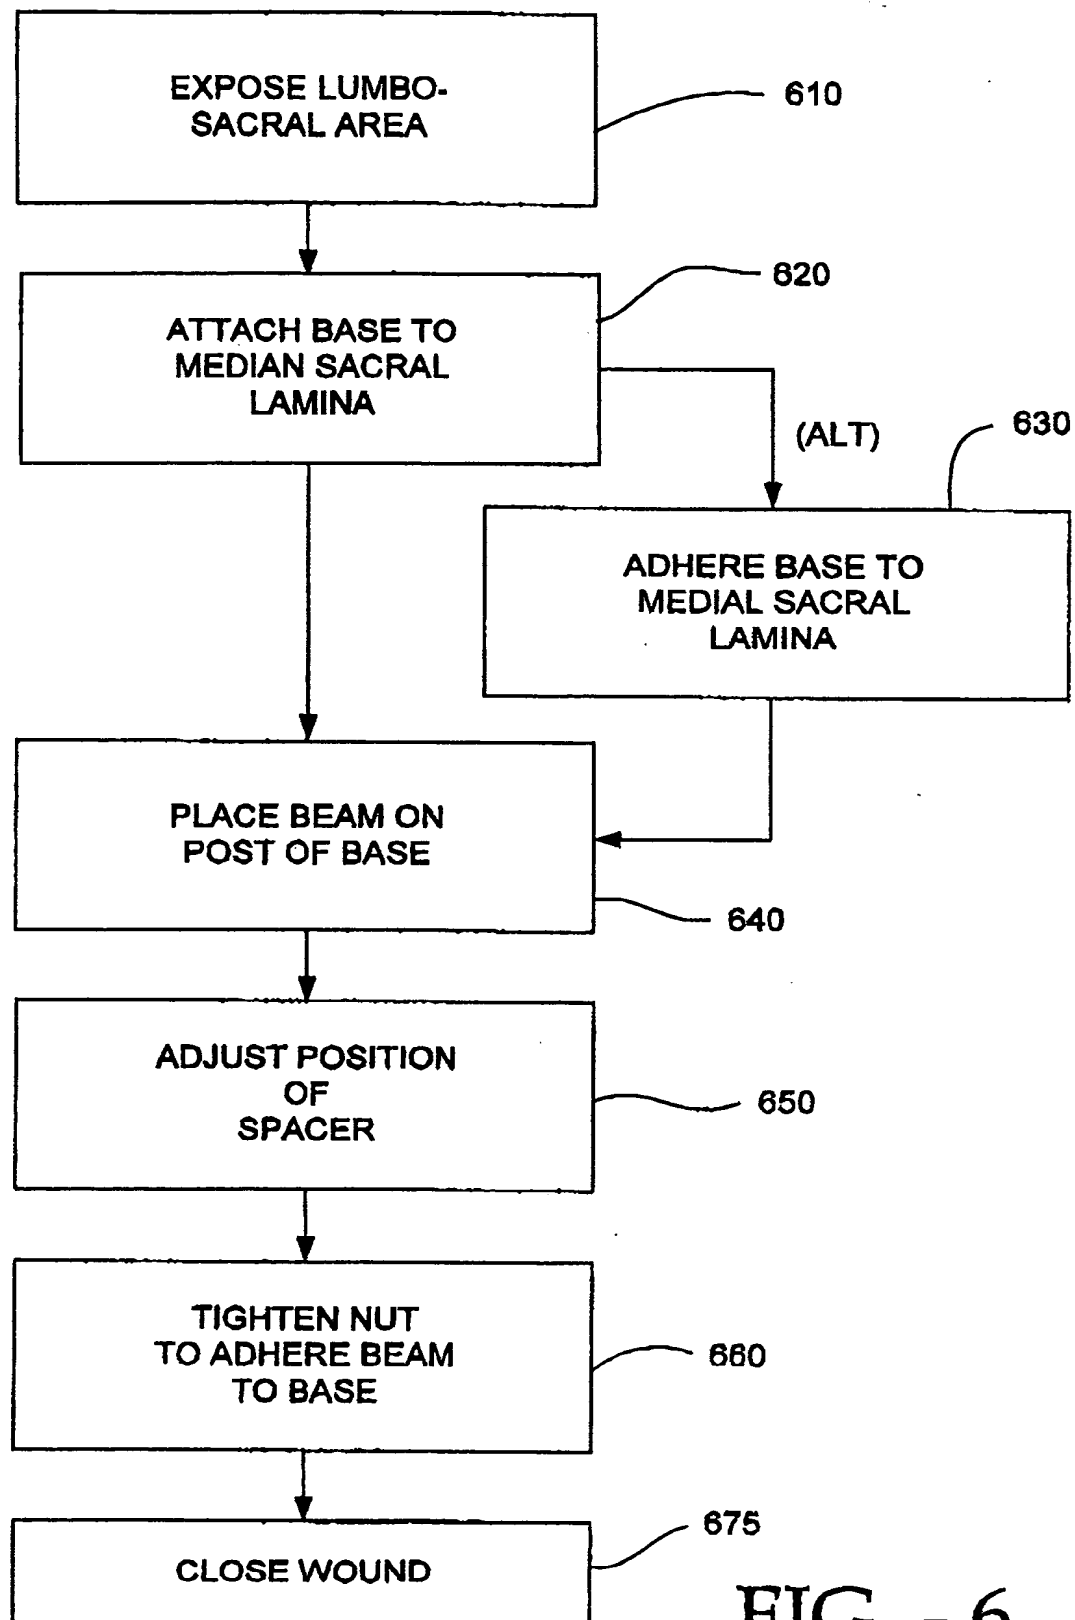 EXPOSE LUMBO-
SACRAL AREA
610
ATTACH BASE TO
MEDIAN SACRAL
LAMINA
620
(ALT)
630
ADHERE BASE TO
MEDIAL SACRAL
LAMINA
PLACE BEAM ON
POST OF BASE
640
ADJUST POSITION
OF
SPACER
650
TIGHTEN NUT
TO ADHERE BEAM
TO BASE
660
675
CLOSE WOUND
FIG. - 6